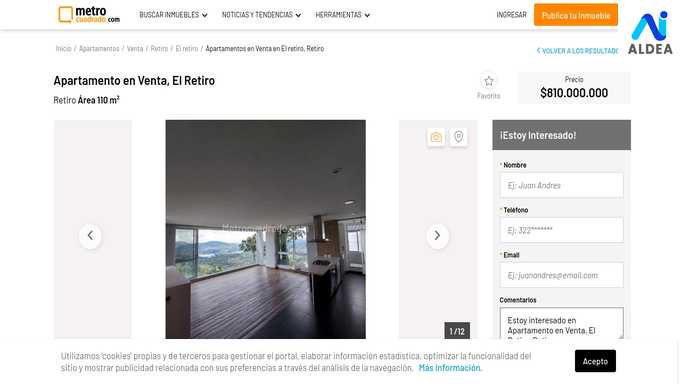 metro
cuadrado.com
BUSCAR INMUEBLES
NOTICIAS Y TENDENCIAS
HERRAMIENTAS
INGRESAR
Publica tu Inmueble
ALDEA
Inicio / Apartamentos / Venta / Retiro / El retiro / Apartamentos en Venta en El retiro, Retiro
VOLVER A LOS RESULTAD
Apartamento en Venta, El Retiro
Retiro Área 110 m²
Favorito
Precio
$810.000.000
Metrocuadrado.com
1 /12
¡Estoy Interesado!
* Nombre
Ej: Juan Andres
* Teléfono
Ej: 322*******
* Email
Ej: juanandres@email.com
Comentarios
Estoy interesado en
Apartamento en Venta, El
Utilizamos 'cookies' propias y de terceros para gestionar el portal, elaborar información estadística, optimizar la funcionalidad del
sitio y mostrar publicidad relacionada con sus preferencias a través del análisis de la navegación. Más Información.
Acepto